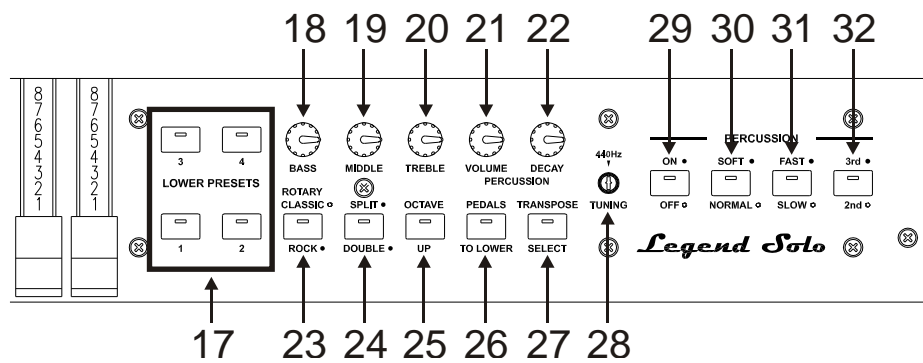 18 19 20 21 22 29 30 31 32
8 8
7 7
6 6
5 5
4 4
3 3
2 2
1 1
3 4
LOWER PRESETS
1 2
BASS MIDDLE TREBLE VOLUME DECAY
PERCUSSION
ROTARY
CLASSIC SPLIT OCTAVE PEDALS TRANSPOSE
ROCK DOUBLE UP TO LOWER SELECT
440Hz
TUNING
PERCUSSION
ON SOFT FAST 3rd
OFF NORMAL SLOW 2nd
Legend Solo
17 23 24 25 26 27 28